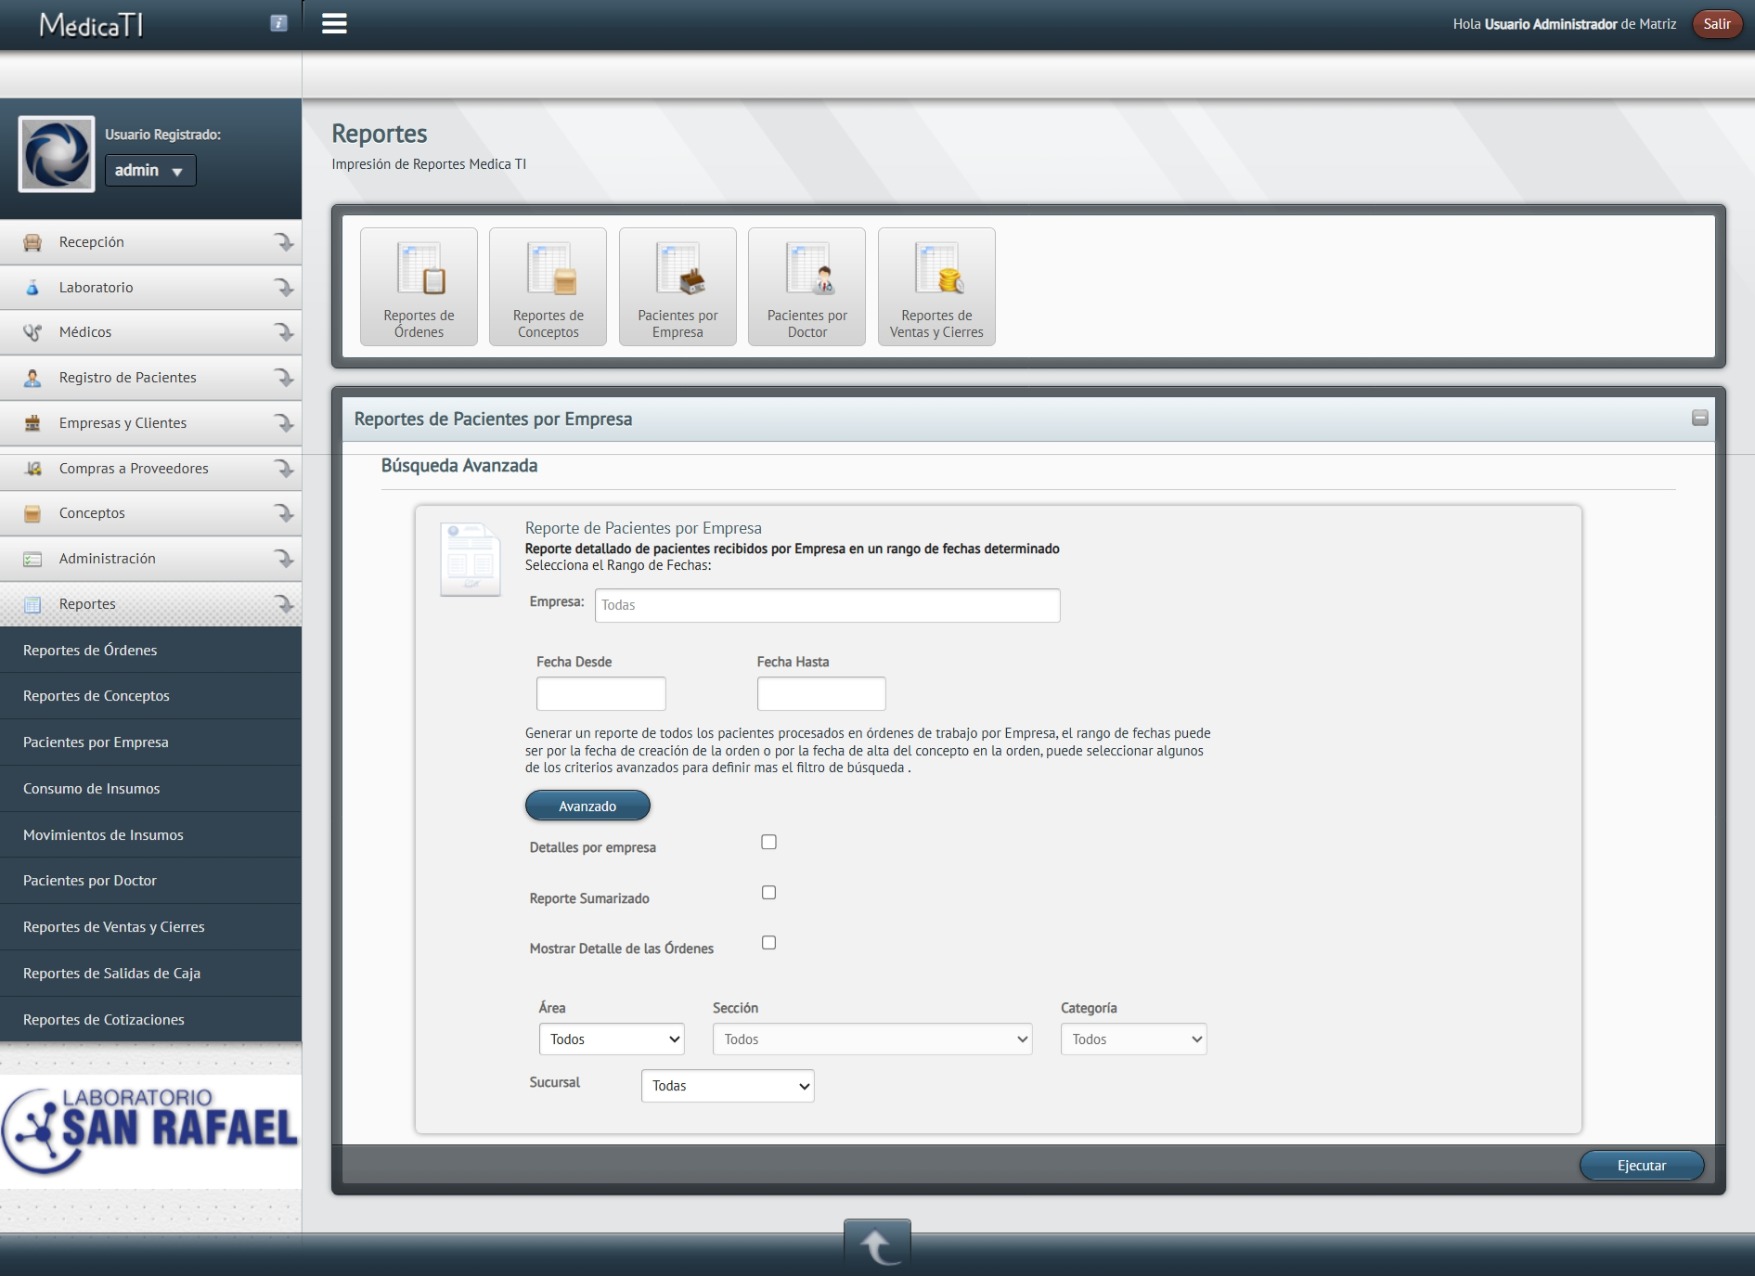 MédicaTI
Hola Usuario Administrador de Matriz
Salir
Usuario Registrado:
admin
Recepción
Laboratorio
Médicos
Registro de Pacientes
Empresas y Clientes
Compras a Proveedores
Conceptos
Administración
Reportes
Reportes de Órdenes
Reportes de Conceptos
Pacientes por Empresa
Consumo de Insumos
Movimientos de Insumos
Pacientes por Doctor
Reportes de Ventas y Cierres
Reportes de Salidas de Caja
Reportes de Cotizaciones
LABORATORIO
SAN RAFAEL
Reportes
Impresión de Reportes Medica TI
Reportes de
Órdenes
Reportes de
Conceptos
Pacientes por
Empresa
Pacientes por
Doctor
Reportes de
Ventas y Cierres
Reportes de Pacientes por Empresa
Búsqueda Avanzada
Reporte de Pacientes por Empresa
Reporte detallado de pacientes recibidos por Empresa en un rango de fechas determinado
Selecciona el Rango de Fechas:
Empresa: Todas
Fecha Desde Fecha Hasta
Generar un reporte de todos los pacientes procesados en órdenes de trabajo por Empresa, el rango de fechas puede
ser por la fecha de creación de la orden o por la fecha de alta del concepto en la orden, puede seleccionar algunos
de los criterios avanzados para definir mas el filtro de búsqueda .
Avanzado
Detalles por empresa
Reporte Sumarizado
Mostrar Detalle de las Órdenes
Área Sección Categoría
Todos Todos Todos
Sucursal Todas
Ejecutar